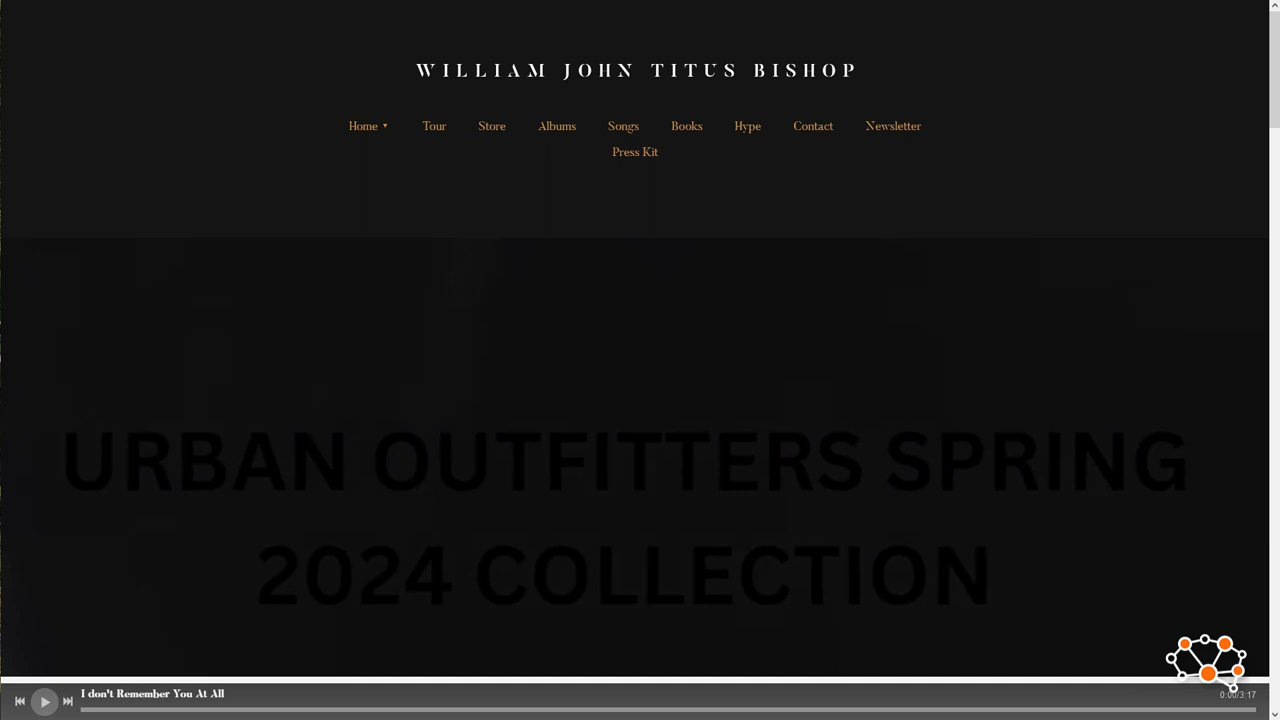 WILLIAM JOHN TITUS BISHOP
Home Tour Store Albums Songs Books Hype Contact Newsletter
Press Kit
URBAN OUTFITTERS SPRING
2024 COLLECTION
I don't Remember You At All
0:00/3:17